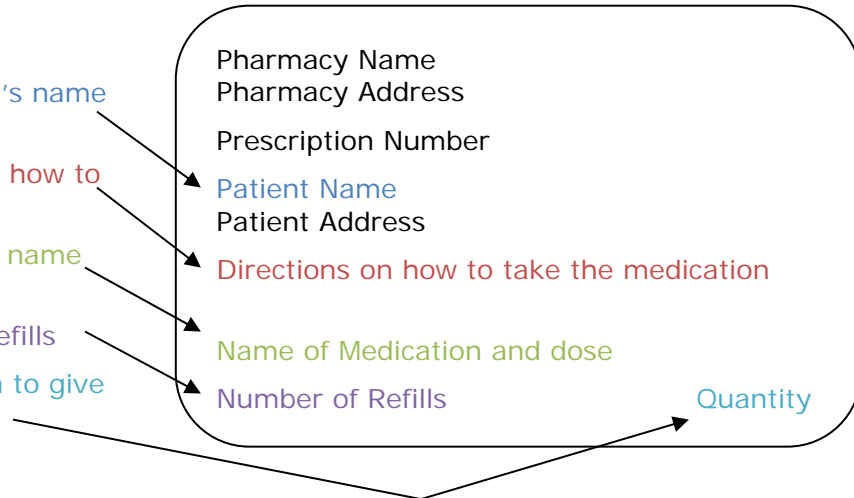 Pharmacy Name
Pharmacy Address
's name
Prescription Number
how to
Patient Name
Patient Address
name
Directions on how to take the medication
efills
Name of Medication and dose
to give
Number of Refills
Quantity